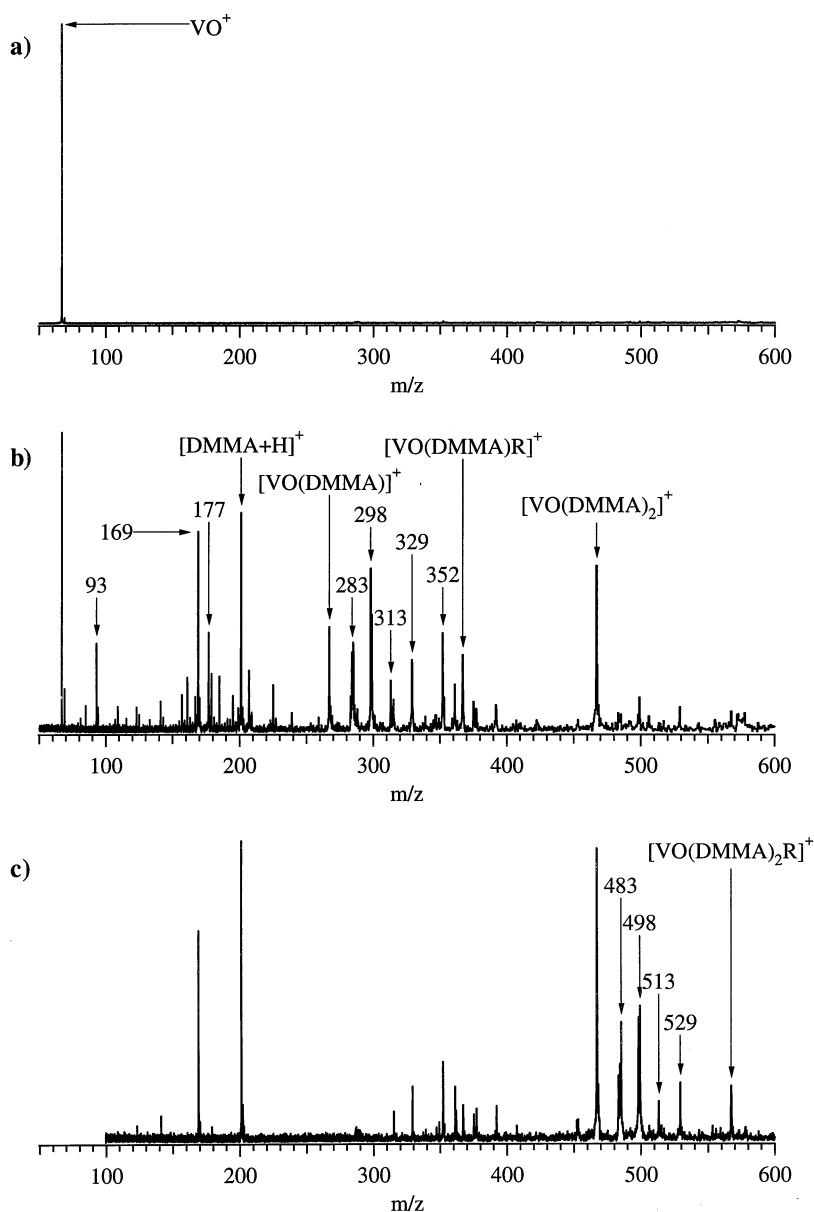 a)
VO⁺
100 200 300 400 500 600
m/z
b)
[DMMA+H]⁺
[VO(DMMA)R]⁺
[VO(DMMA)]⁺
[VO(DMMA)₂]⁺
177
298
169
329
352
93
283
313
100 200 300 400 500 600
m/z
c)
[VO(DMMA)₂R]⁺
483
498
513
529
100 200 300 400 500 600
m/z